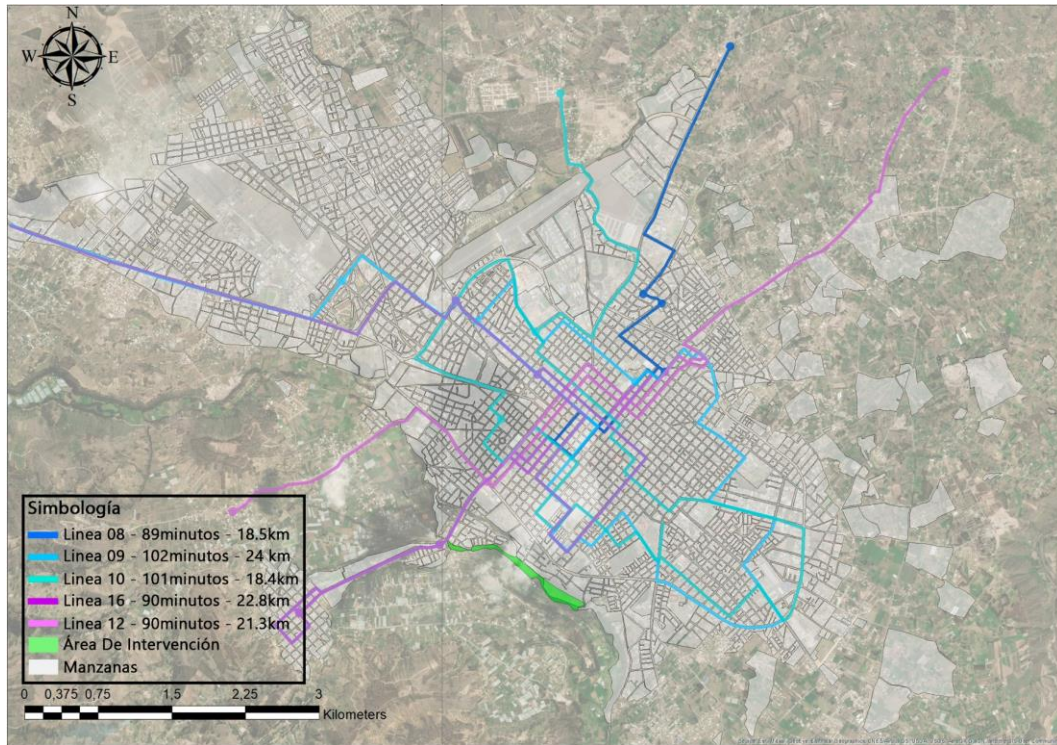 N
W E
S
Simbología
Linea 08 - 89minutos - 18.5km
Linea 09 - 102minutos - 24 km
Linea 10 - 101minutos - 18.4km
Linea 16 - 90minutos - 22.8km
Linea 12 - 90minutos - 21.3km
Área De Intervención
Manzanas
0 0,375 0,75 1,5 2,25 3
Kilometers